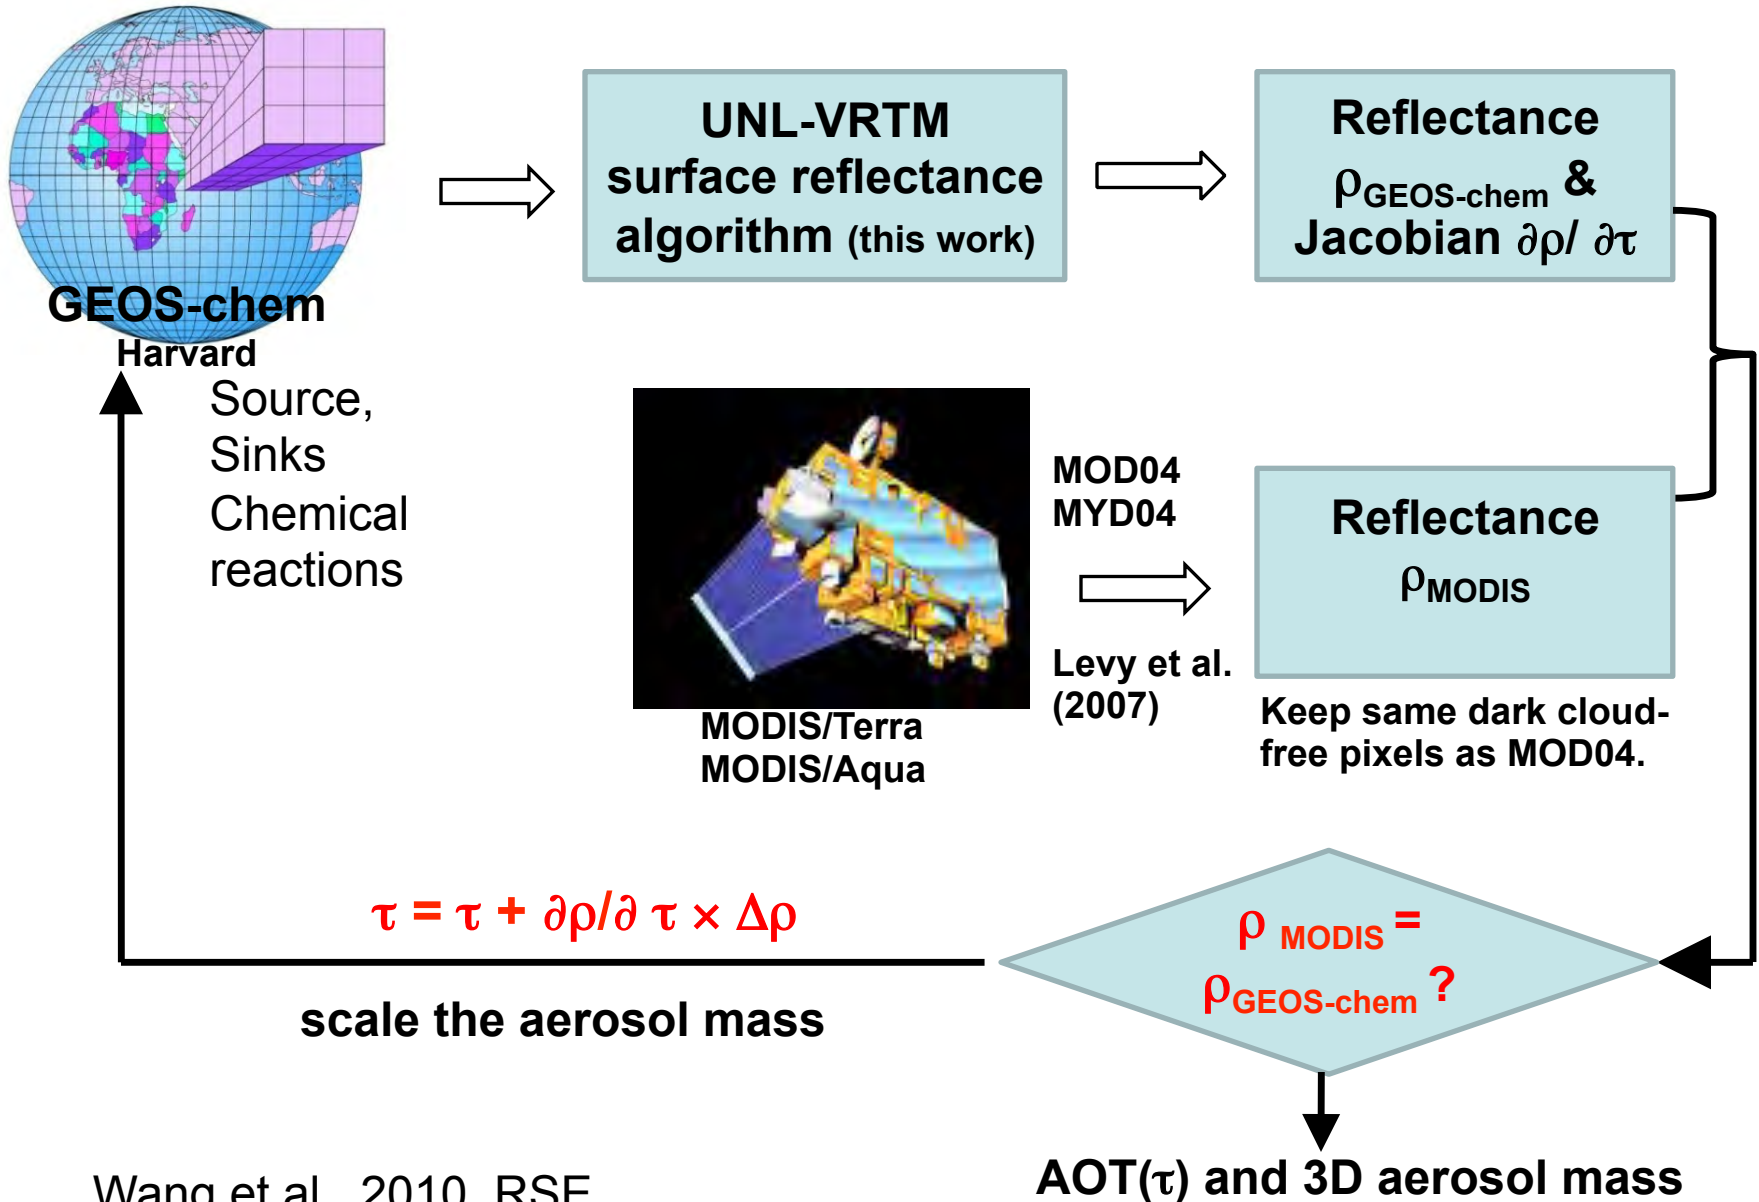 UNL-VRTM
surface reflectance
algorithm (this work)
Reflectance
ρGEOS-chem &
Jacobian ∂ρ/ ∂τ
GEOS-chem
Harvard
Source,
Sinks
Chemical
reactions
MODIS/Terra
MODIS/Aqua
MOD04
MYD04
Levy et al.
(2007)
Reflectance
ρMODIS
Keep same dark cloud-
free pixels as MOD04.
τ = τ + ∂ρ/∂ τ × Δρ
scale the aerosol mass
ρ MODIS =
ρGEOS-chem ?
AOT(τ) and 3D aerosol mass
Wang et al., 2010, RSE